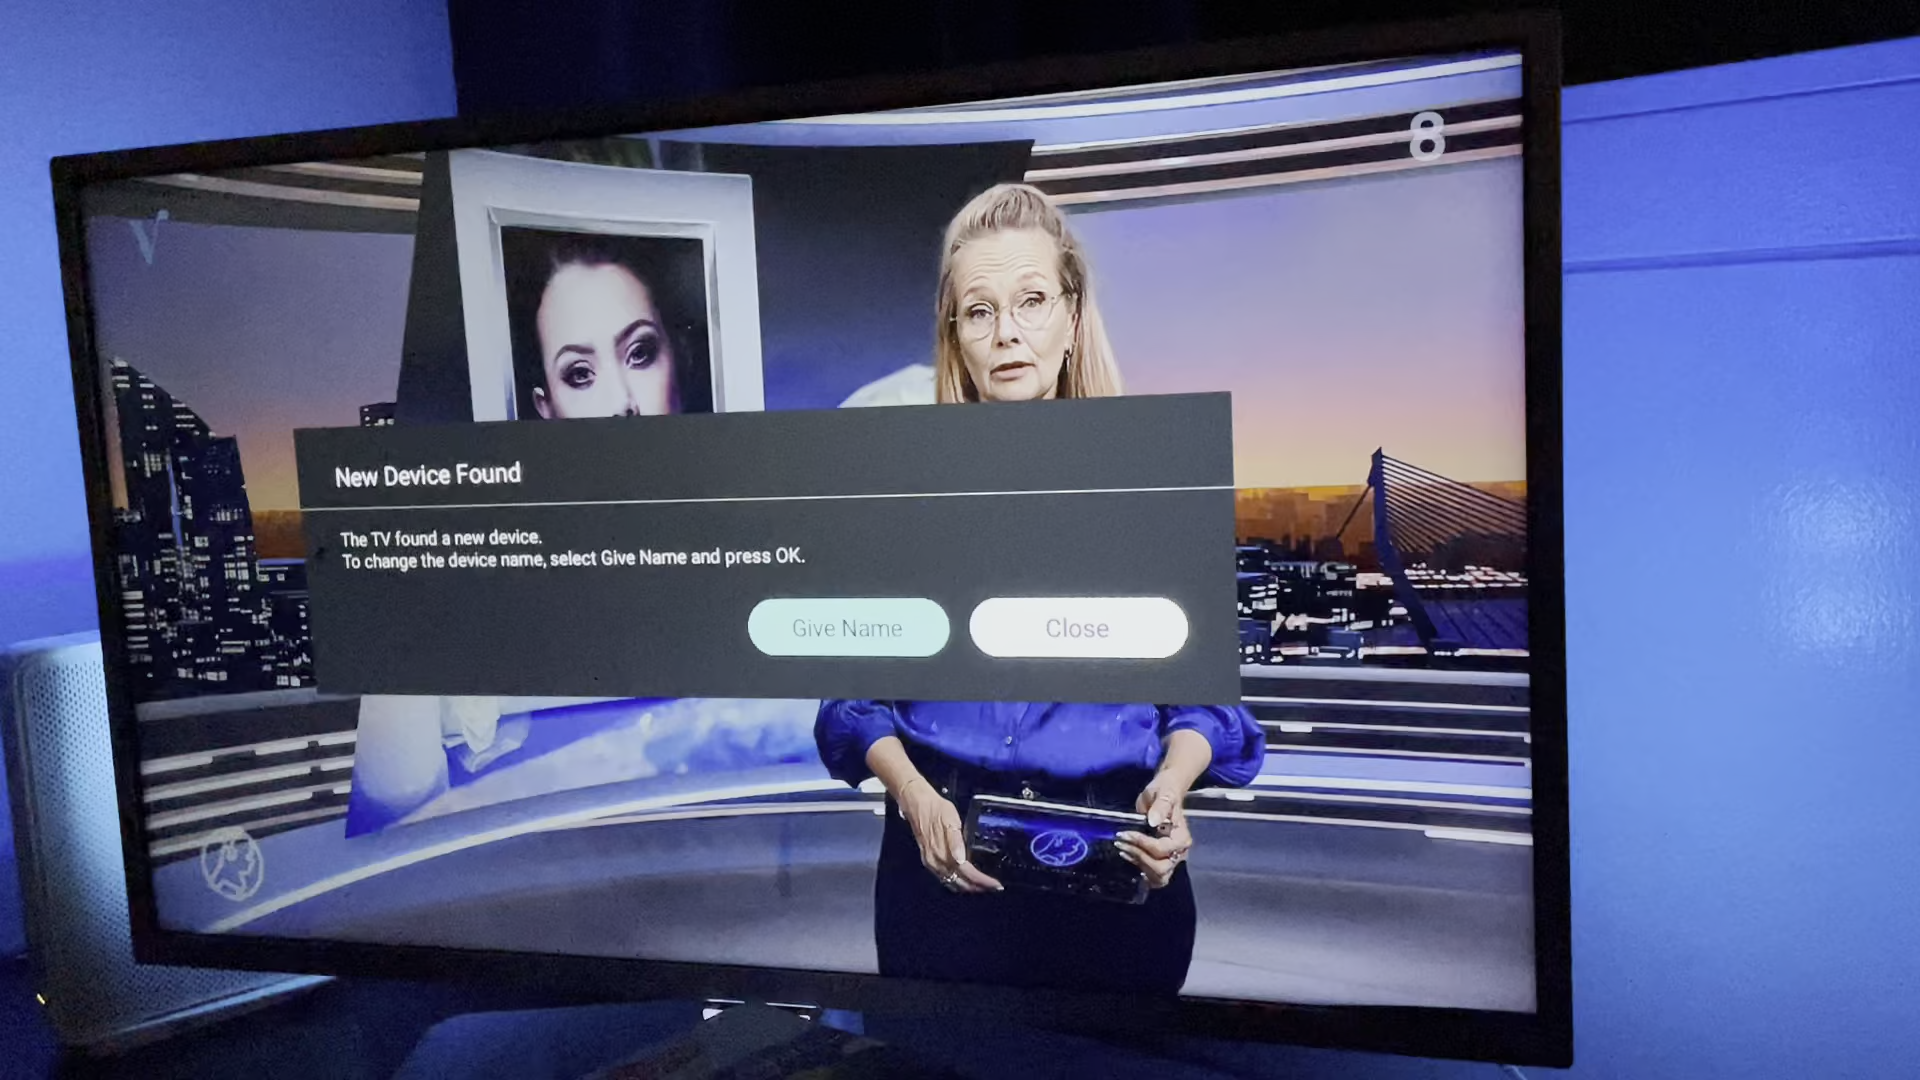 8
V
New Device Found
The TV found a new device.
To change the device name, select Give Name and press OK.
Give Name
Close